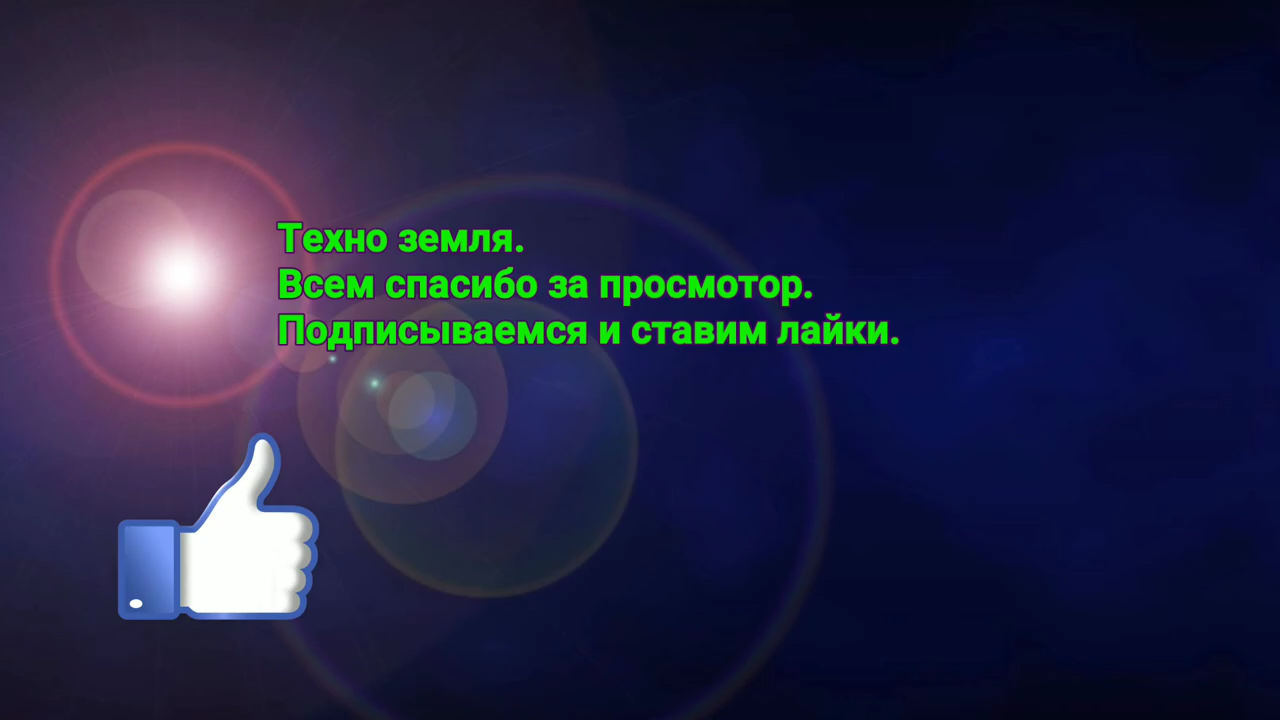 Техно земля.
Всем спасибо за просмотор.
Подписываемся и ставим лайки.